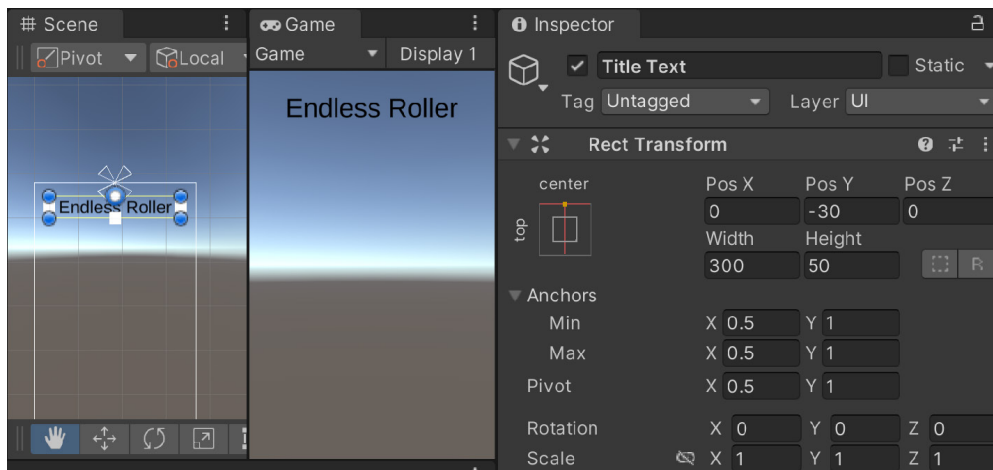 Scene
Pivot
Local
Endless Roller
Game
Game
Display 1
Endless Roller
Inspector
Title Text
Static
Tag Untagged
Layer UI
Rect Transform
center
top
Pos X Pos Y Pos Z
0 -30 0
Width Height
300 50
R
Anchors
Min X 0.5 Y 1
Max X 0.5 Y 1
Pivot X 0.5 Y 1
Rotation X 0 Y 0 Z 0
Scale X 1 Y 1 Z 1